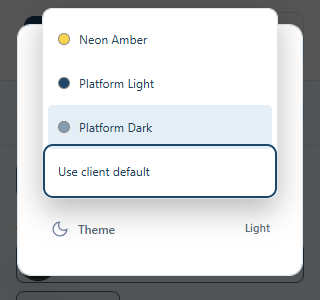 Neon Amber
Platform Light
Platform Dark
Use client default
Theme Light